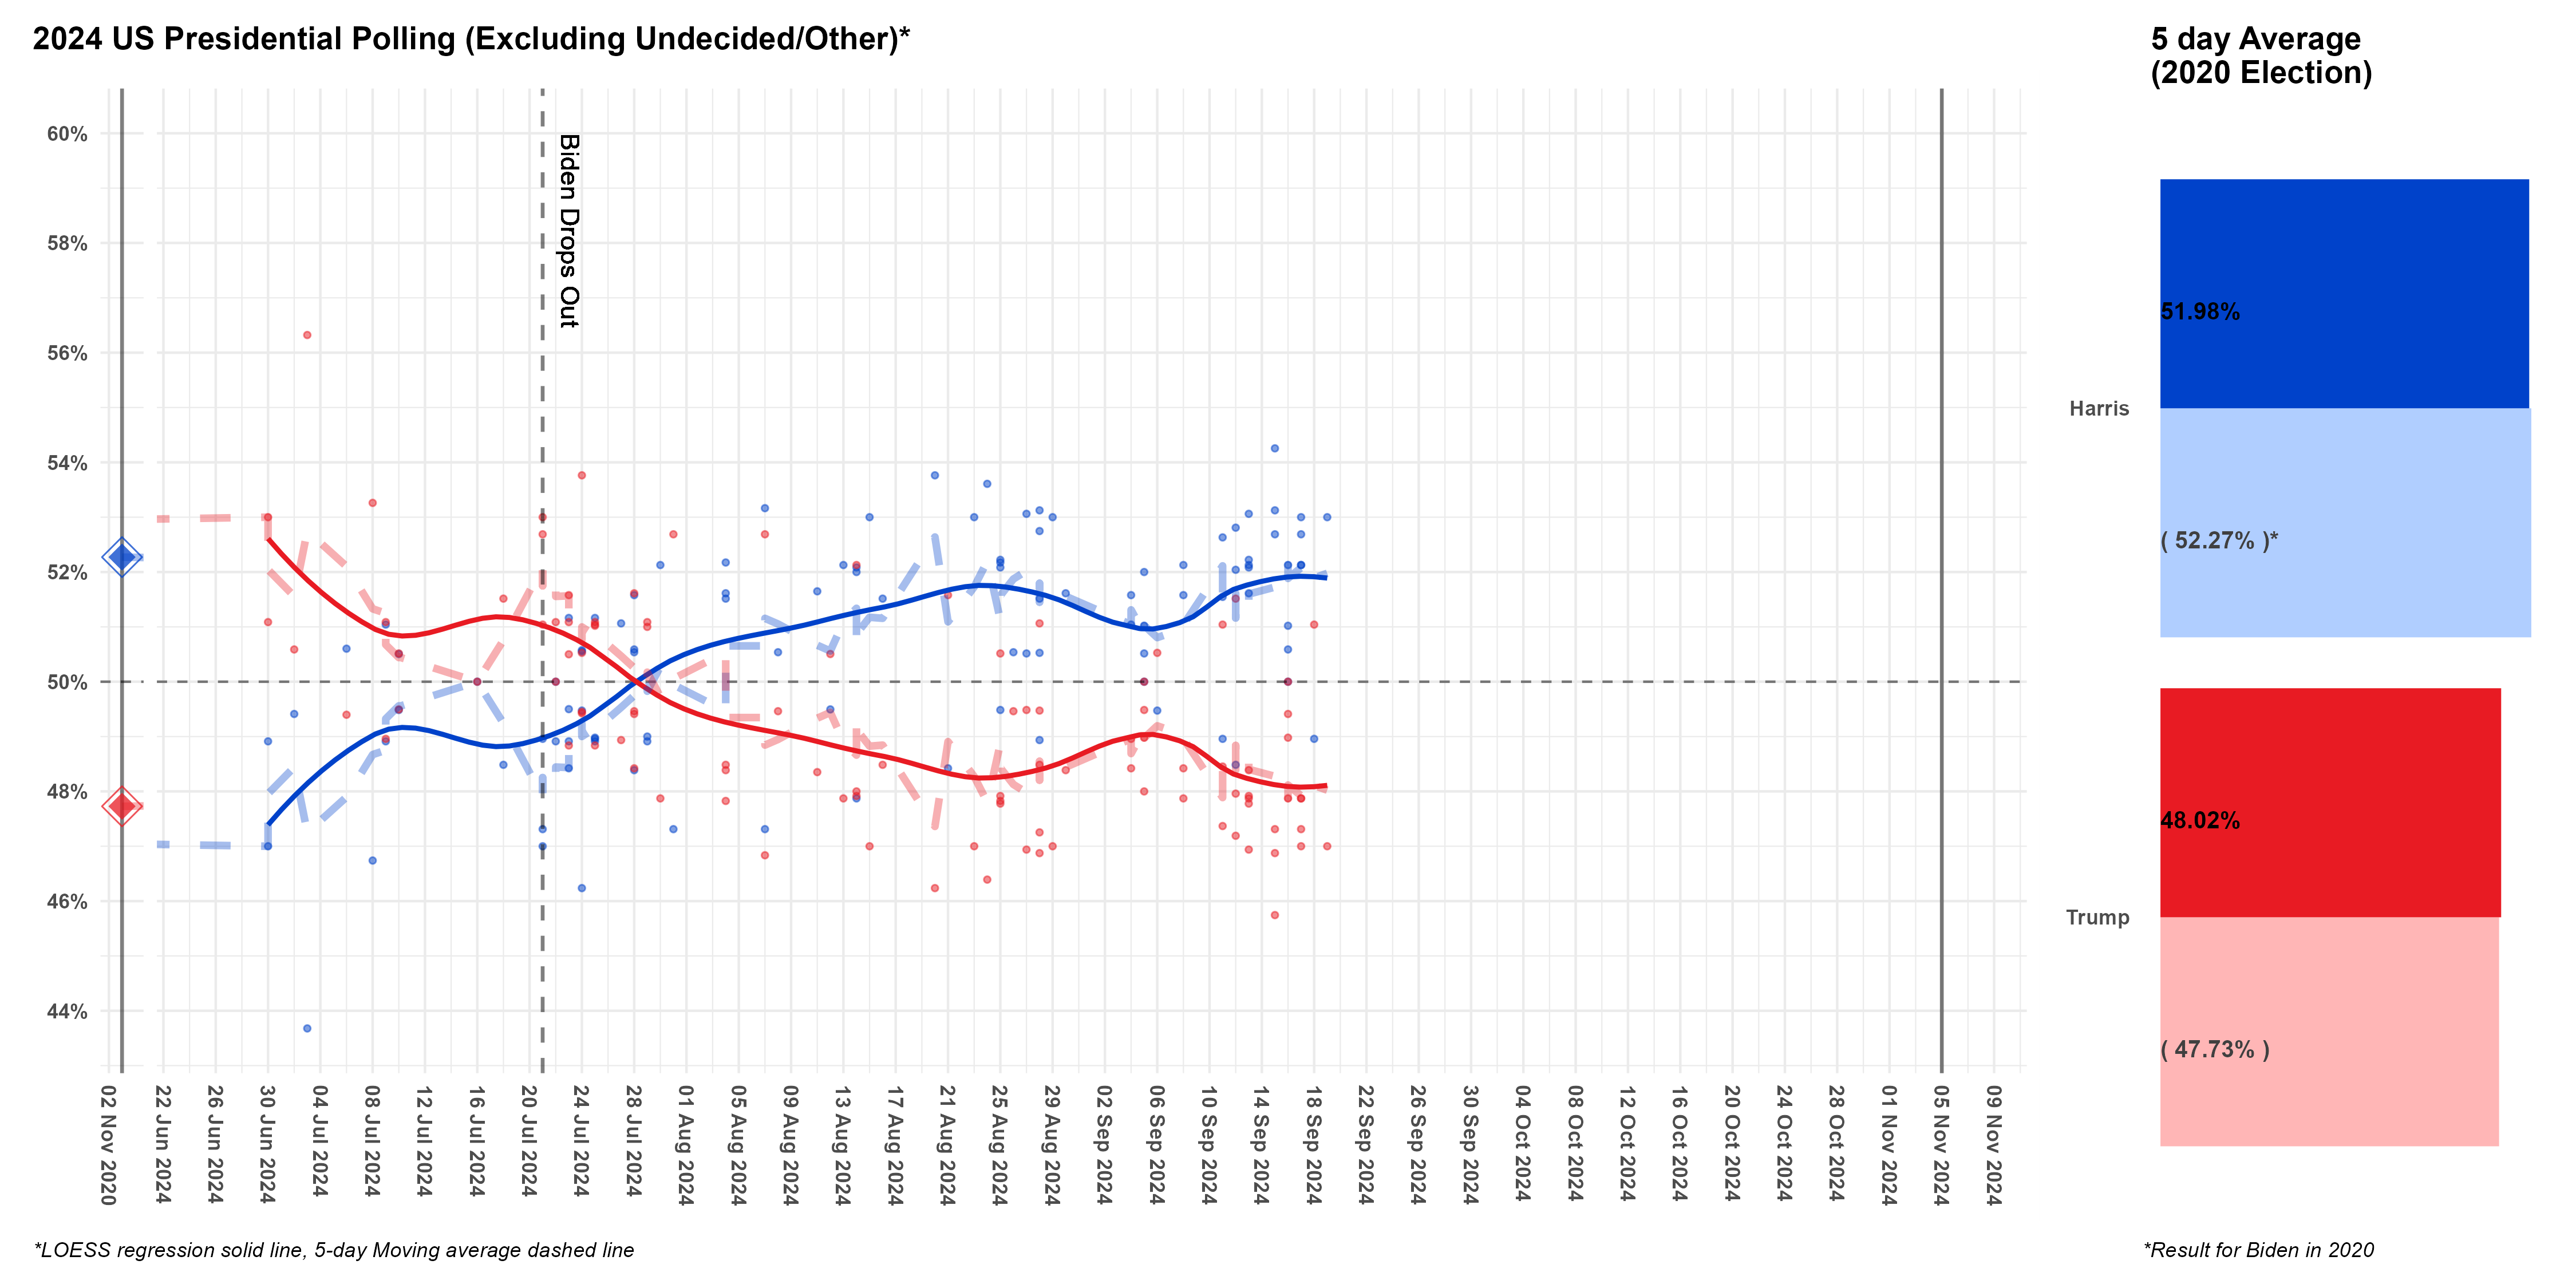 2024 US Presidential Polling (Excluding Undecided/Other)*
5 day Average
(2020 Election)
60%
58%
56%
54%
52%
50%
48%
46%
44%
Biden Drops Out
02 Nov 2020
22 Jun 2024
26 Jun 2024
30 Jun 2024
04 Jul 2024
08 Jul 2024
12 Jul 2024
16 Jul 2024
20 Jul 2024
24 Jul 2024
28 Jul 2024
01 Aug 2024
05 Aug 2024
09 Aug 2024
13 Aug 2024
17 Aug 2024
21 Aug 2024
25 Aug 2024
29 Aug 2024
02 Sep 2024
06 Sep 2024
10 Sep 2024
14 Sep 2024
18 Sep 2024
22 Sep 2024
26 Sep 2024
30 Sep 2024
04 Oct 2024
08 Oct 2024
12 Oct 2024
16 Oct 2024
20 Oct 2024
24 Oct 2024
28 Oct 2024
01 Nov 2024
05 Nov 2024
09 Nov 2024
51.98%
Harris
( 52.27% )*
48.02%
Trump
( 47.73% )
*LOESS regression solid line, 5-day Moving average dashed line
*Result for Biden in 2020